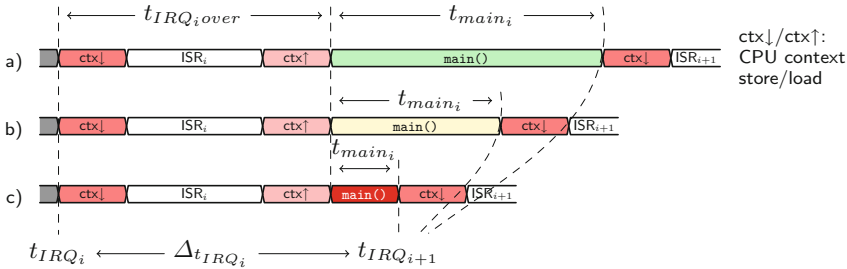 t_{IRQ_i over} t_{main_i}
a) ctx↓ ISR_i ctx↑ main() ctx↓ ISR_{i+1}
ctx↓/ctx↑:
CPU context
store/load
t_{main_i}
b) ctx↓ ISR_i ctx↑ main() ctx↓ ISR_{i+1}
t_{main_i}
c) ctx↓ ISR_i ctx↑ main() ctx↓ ISR_{i+1}
t_{IRQ_i} Δ_{t_{IRQ_i}} t_{IRQ_{i+1}}